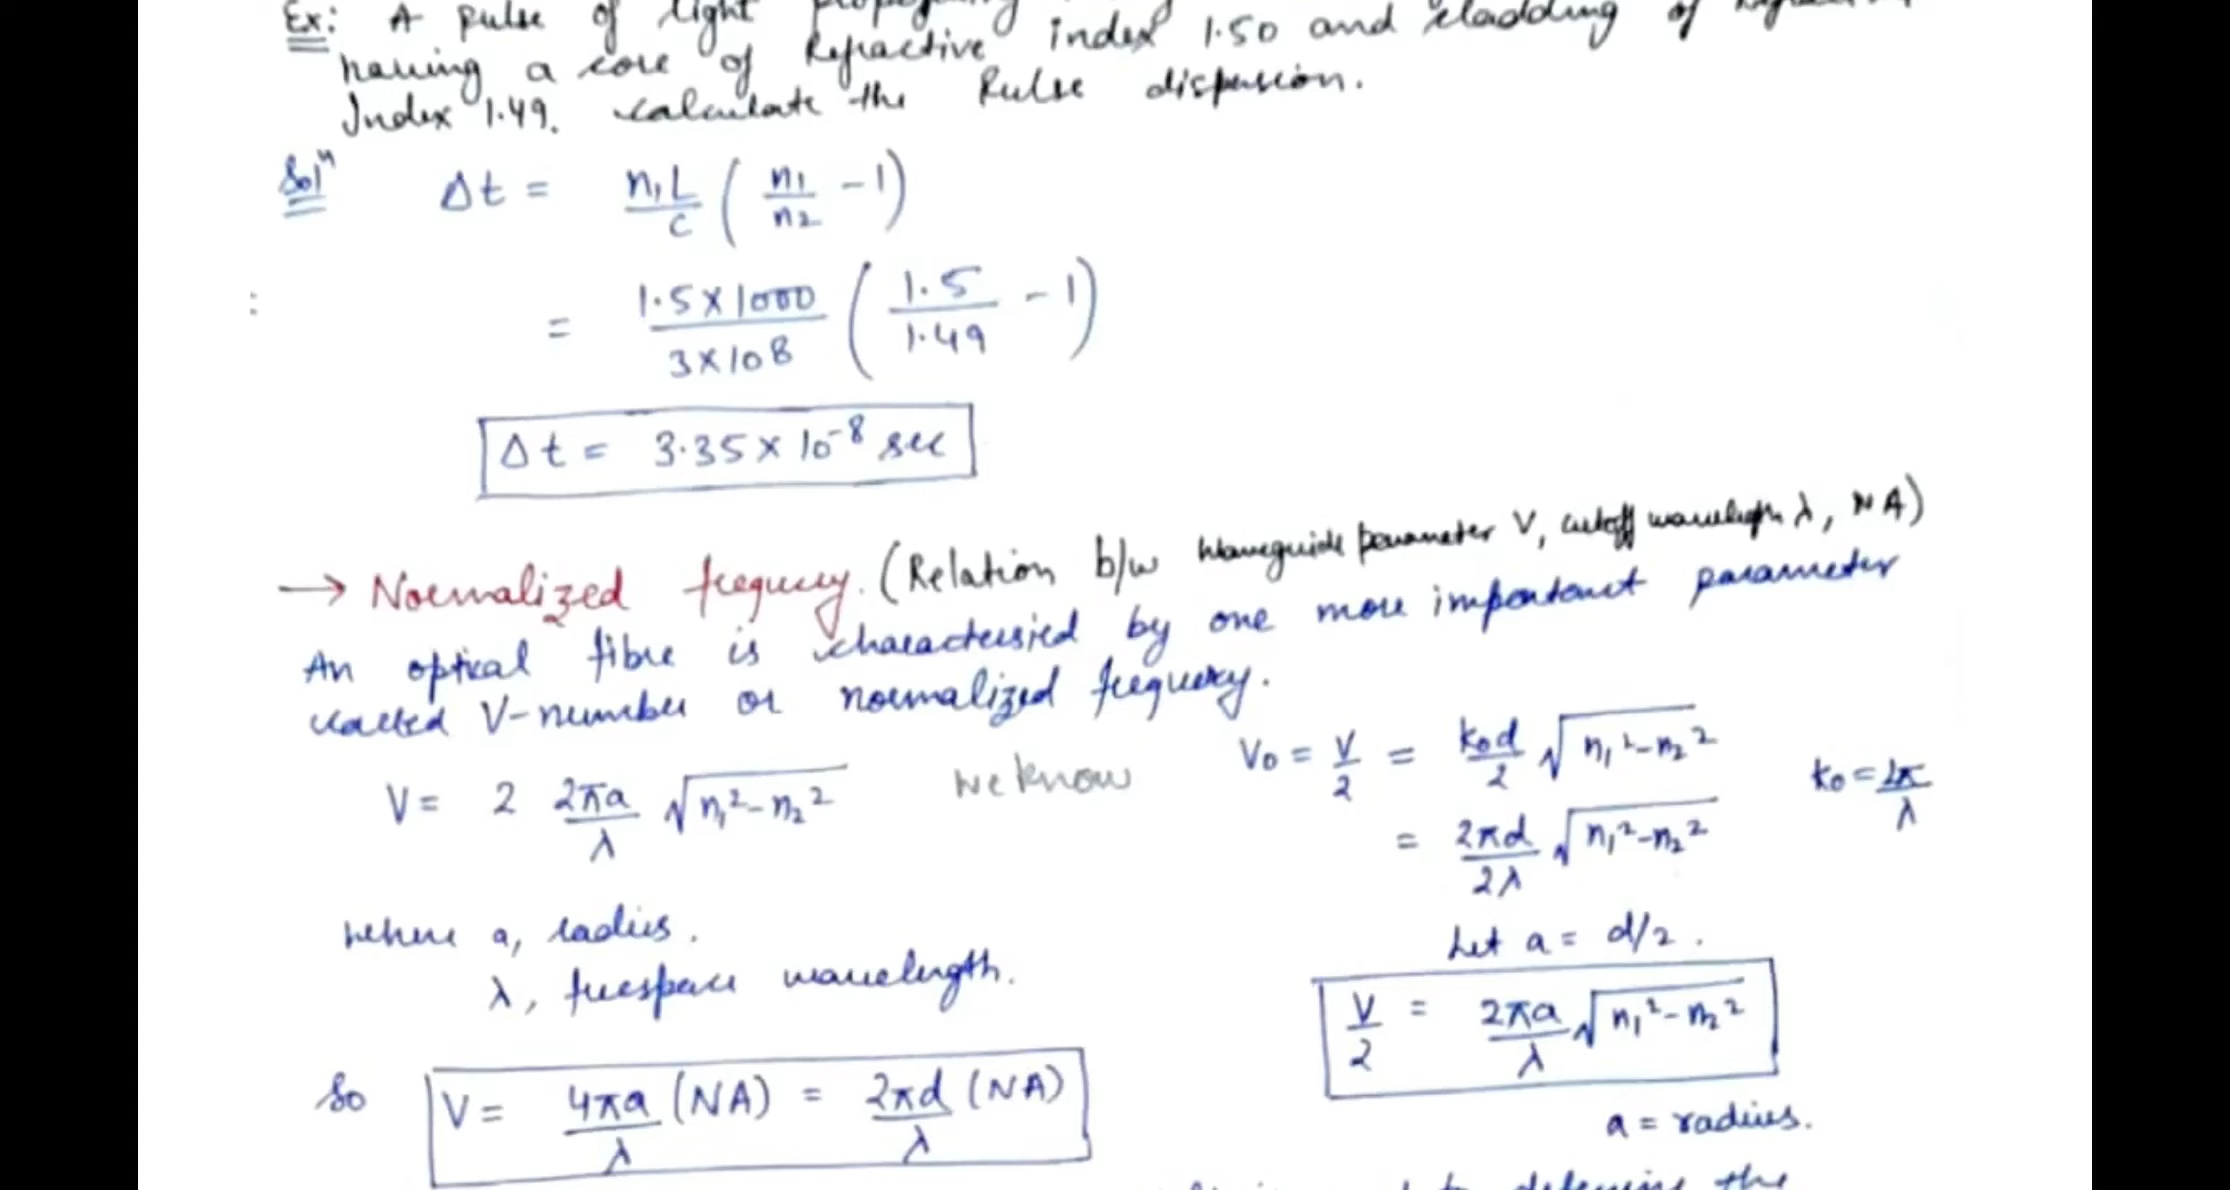 Ex: A pulse of light
having a core of Refractive index 1.50 and cladding of
Index 1.49. calculate the Pulse dispersion.
Solⁿ Δt = n₁L/c ( n₁/n₂ - 1)
: = 1.5 X 1000 / 3 X 10 8 ( 1.5/1.49 - 1)
Δt = 3.35 x 10⁻⁸ sec
→ Normalized frequency. (Relation b/w Waveguide parameter V, cutoff wavelength λ, NA)
An optical fibre is characterised by one more important parameter
called V-number or normalized frequency.
V = 2 2πa/λ √n₁² - n₂² We know
V₀ = V/2 = k₀d/2 √n₁² - n₂² k₀ = 2π/λ
= 2πd/2λ √n₁² - n₂²
where a, radius.
λ, freespace wavelength.
Let a = d/2 .
V/2 = 2πa/λ √n₁² - n₂²
So V = 4πa/λ (NA) = 2πd/λ (NA)
a = radius.
the